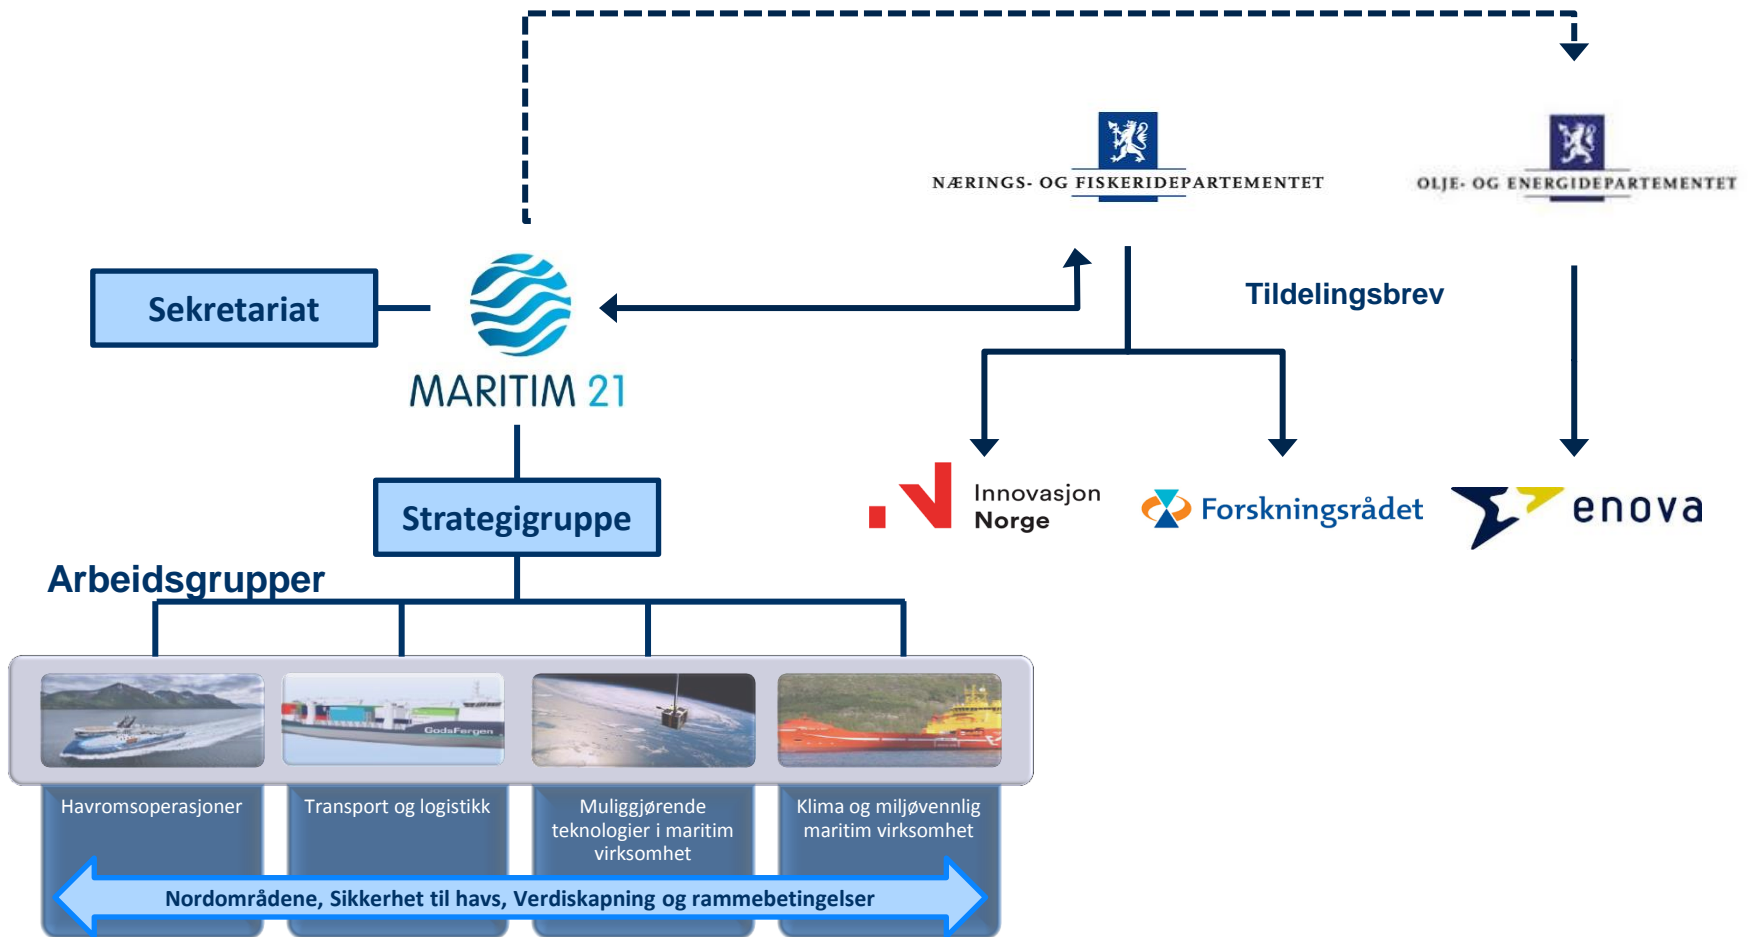 NÆRINGS- OG FISKERIDEPARTEMENTET
OLJE- OG ENERGIDEPARTEMENTET
Sekretariat
Tildelingsbrev
MARITIM 21
Strategigruppe
Innovasjon
Norge
Forskningsrådet
enova
Arbeidsgrupper
GodsFergen
Havromsoperasjoner
Transport og logistikk
Muliggjørende
teknologier i maritim
virksomhet
Klima og miljøvennlig
maritim virksomhet
Nordområdene, Sikkerhet til havs, Verdiskapning og rammebetingelser